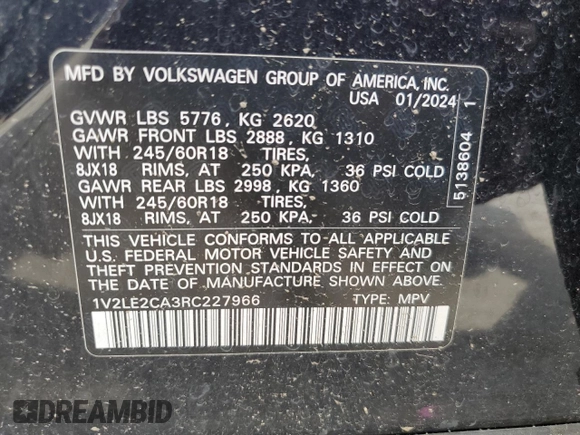 MFD BY VOLKSWAGEN GROUP OF AMERICA, INC.
USA 01/2024
GVWR LBS 5776, KG 2620
GAWR FRONT LBS 2888, KG 1310
WITH 245/60R18 TIRES,
8JX18 RIMS, AT 250 KPA, 36 PSI COLD
GAWR REAR LBS 2998, KG 1360
WITH 245/60R18 TIRES,
8JX18 RIMS, AT 250 KPA, 36 PSI COLD
THIS VEHICLE CONFORMS TO ALL APPLICABLE
U.S. FEDERAL MOTOR VEHICLE SAFETY AND
THEFT PREVENTION STANDARDS IN EFFECT ON
THE DATE OF MANUFACTURE SHOWN ABOVE.
1V2LE2CA3RC227966 TYPE: MPV
5138604 1
DREAMBID